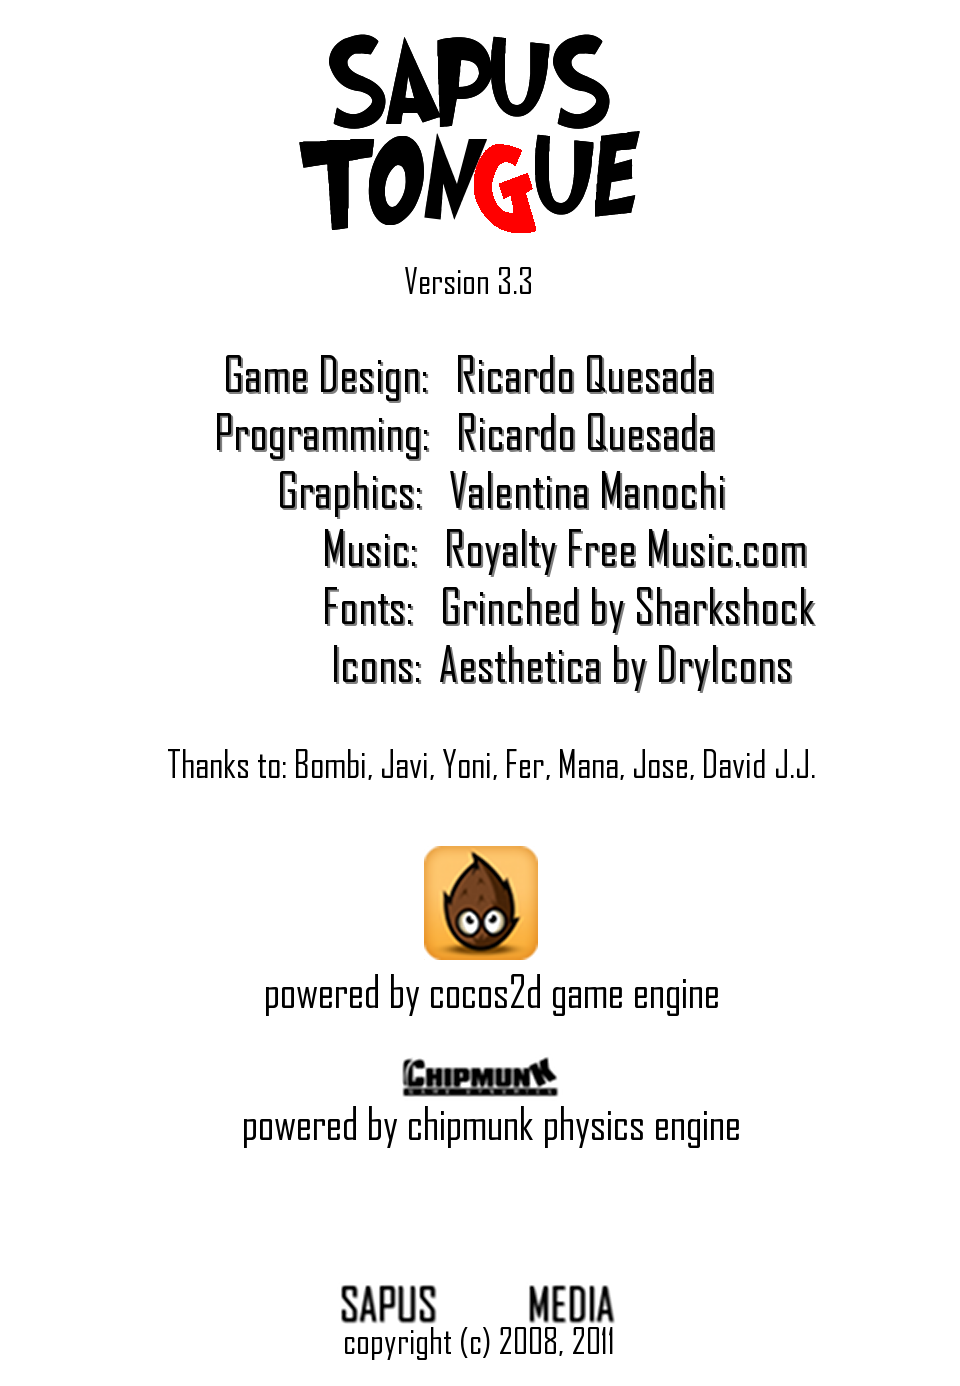 SAPUS
TONGUE
Version 3.3
Game Design: Ricardo Quesada
Programming: Ricardo Quesada
Graphics: Valentina Manochi
Music: Royalty Free Music.com
Fonts: Grinched by Sharkshock
Icons: Aesthetica by DryIcons
Thanks to: Bombi, Javi, Yoni, Fer, Mana, Jose, David J.J.
powered by cocos2d game engine
CHIPMUNK
powered by chipmunk physics engine
SAPUS MEDIA
copyright (c) 2008, 2011